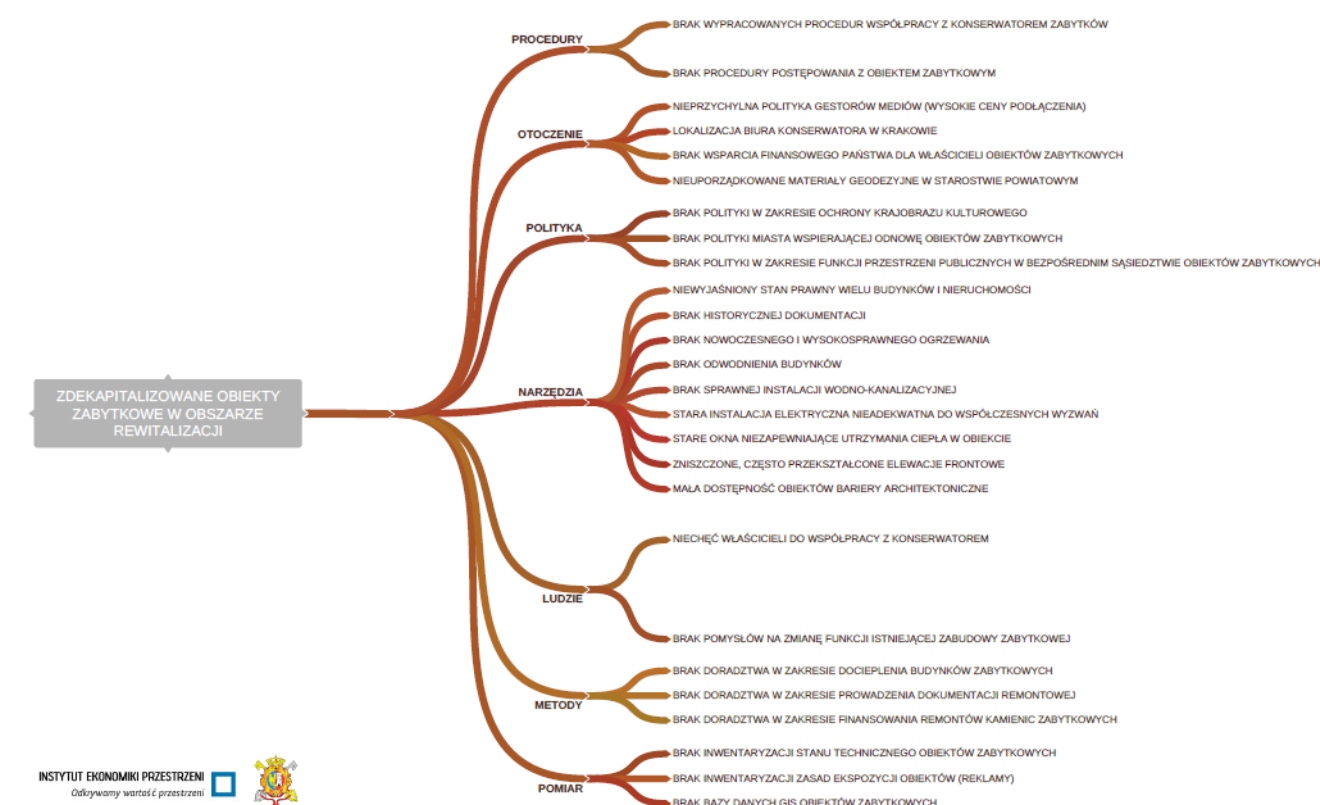 PROCEDURY
BRAK WYPRACOWANYCH PROCEDUR WSPÓŁPRACY Z KONSERWATOREM ZABYTKÓW
BRAK PROCEDURY POSTĘPOWANIA Z OBIEKTEM ZABYTKOWYM
OTOCZENIE
NIEPRZYCHYLNA POLITYKA GESTORÓW MEDIÓW (WYSOKIE CENY PODŁĄCZENIA)
LOKALIZACJA BIURA KONSERWATORA W KRAKOWIE
BRAK WSPARCIA FINANSOWEGO PAŃSTWA DLA WŁAŚCICIELI OBIEKTÓW ZABYTKOWYCH
NIEUPORZĄDKOWANE MATERIAŁY GEODEZYJNE W STAROSTWIE POWIATOWYM
POLITYKA
BRAK POLITYKI W ZAKRESIE OCHRONY KRAJOBRAZU KULTUROWEGO
BRAK POLITYKI MIASTA WSPIERAJĄCEJ ODNOWĘ OBIEKTÓW ZABYTKOWYCH
BRAK POLITYKI W ZAKRESIE FUNKCJI PRZESTRZENI PUBLICZNYCH W BEZPOŚREDNIM SĄSIEDZTWIE OBIEKTÓW ZABYTKOWYCH
ZDEKAPITALIZOWANE OBIEKTY
ZABYTKOWE W OBSZARZE
REWITALIZACJI
NARZĘDZIA
NIEWYJAŚNIONY STAN PRAWNY WIELU BUDYNKÓW I NIERUCHOMOŚCI
BRAK HISTORYCZNEJ DOKUMENTACJI
BRAK NOWOCZESNEGO I WYSOKOSPRAWNEGO OGRZEWANIA
BRAK ODWODNIENIA BUDYNKÓW
BRAK SPRAWNEJ INSTALACJI WODNO-KANALIZACYJNEJ
STARA INSTALACJA ELEKTRYCZNA NIEADEKWATNA DO WSPÓŁCZESNYCH WYZWAŃ
STARE OKNA NIEZAPEWNIAJĄCE UTRZYMANIA CIEPŁA W OBIEKCIE
ZNISZCZONE, CZĘSTO PRZEKSZTAŁCONE ELEWACJE FRONTOWE
MAŁA DOSTĘPNOŚĆ OBIEKTÓW BARIERY ARCHITEKTONICZNE
LUDZIE
NIECHĘĆ WŁAŚCICIELI DO WSPÓŁPRACY Z KONSERWATOREM
BRAK POMYSŁÓW NA ZMIANĘ FUNKCJI ISTNIEJĄCEJ ZABUDOWY ZABYTKOWEJ
METODY
BRAK DORADZTWA W ZAKRESIE DOCIEPLENIA BUDYNKÓW ZABYTKOWYCH
BRAK DORADZTWA W ZAKRESIE PROWADZENIA DOKUMENTACJI REMONTOWEJ
BRAK DORADZTWA W ZAKRESIE FINANSOWANIA REMONTÓW KAMIENIC ZABYTKOWYCH
POMIAR
BRAK INWENTARYZACJI STANU TECHNICZNEGO OBIEKTÓW ZABYTKOWYCH
BRAK INWENTARYZACJI ZASAD EKSPOZYCJI OBIEKTÓW (REKLAMY)
BRAK BAZY DANYCH GIS OBIEKTÓW ZABYTKOWYCH
INSTYTUT EKONOMIKI PRZESTRZENI
Odkrywamy wartość przestrzeni